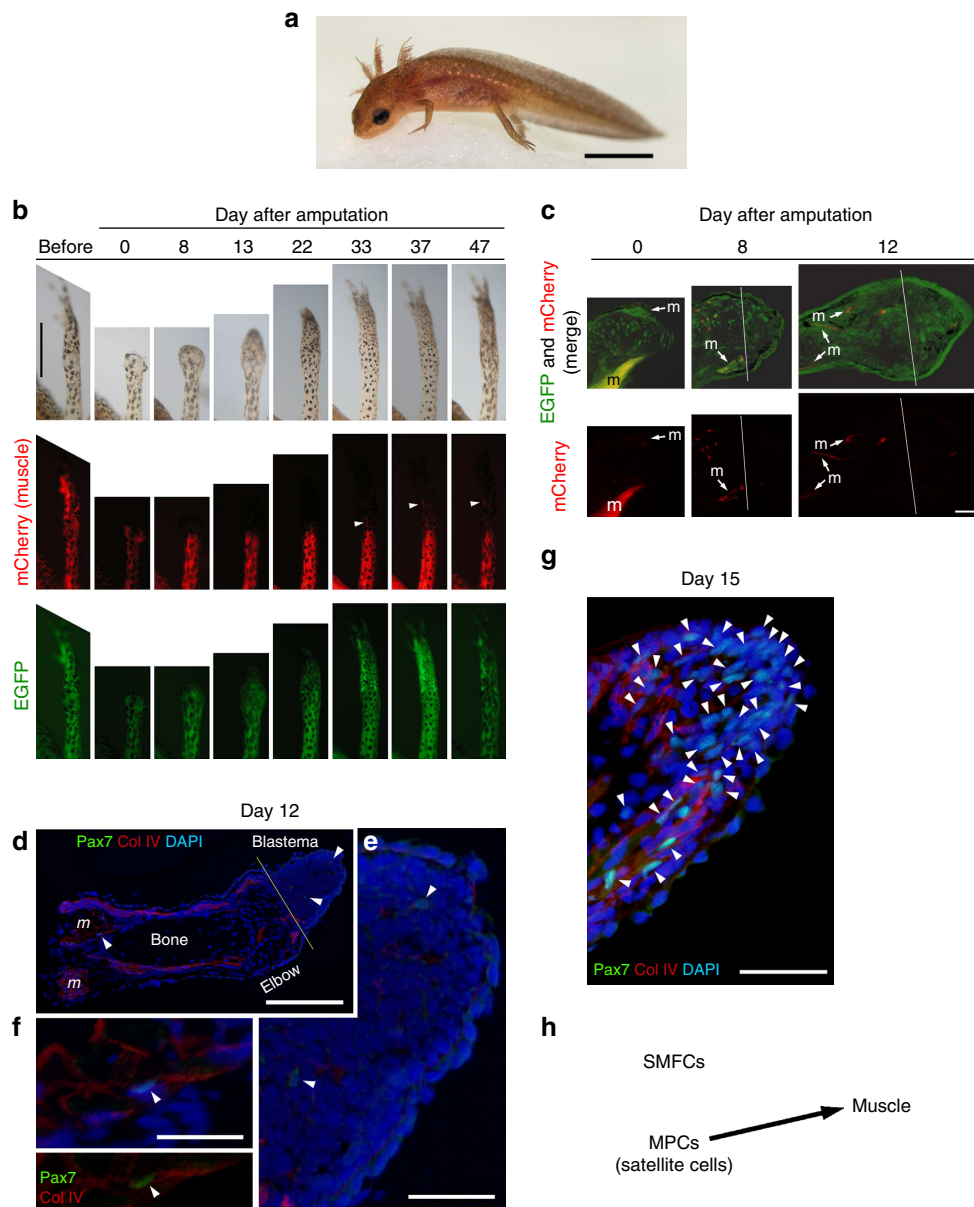 a
b
Day after amputation
Before 0 8 13 22 33 37 47
mCherry (muscle)
EGFP
c
Day after amputation
0 8 12
EGFP and mCherry
(merge)
m
m
m
m
m
mCherry
m
m
m
m
m
g
Day 15
Pax7 Col IV DAPI
Day 12
d
Pax7 Col IV DAPI
Blastema
m
Bone
m
Elbow
e
f
Pax7
Col IV
h
SMFCs
Muscle
MPCs
(satellite cells)